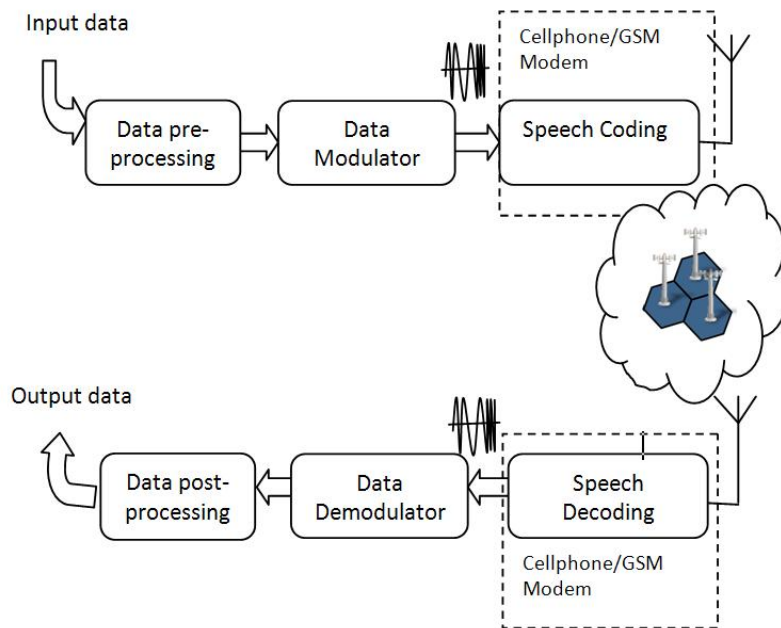 Input data
Cellphone/GSM
Modem
Data pre-
processing
Data
Modulator
Speech Coding
Output data
Data post-
processing
Data
Demodulator
Speech
Decoding
Cellphone/GSM
Modem